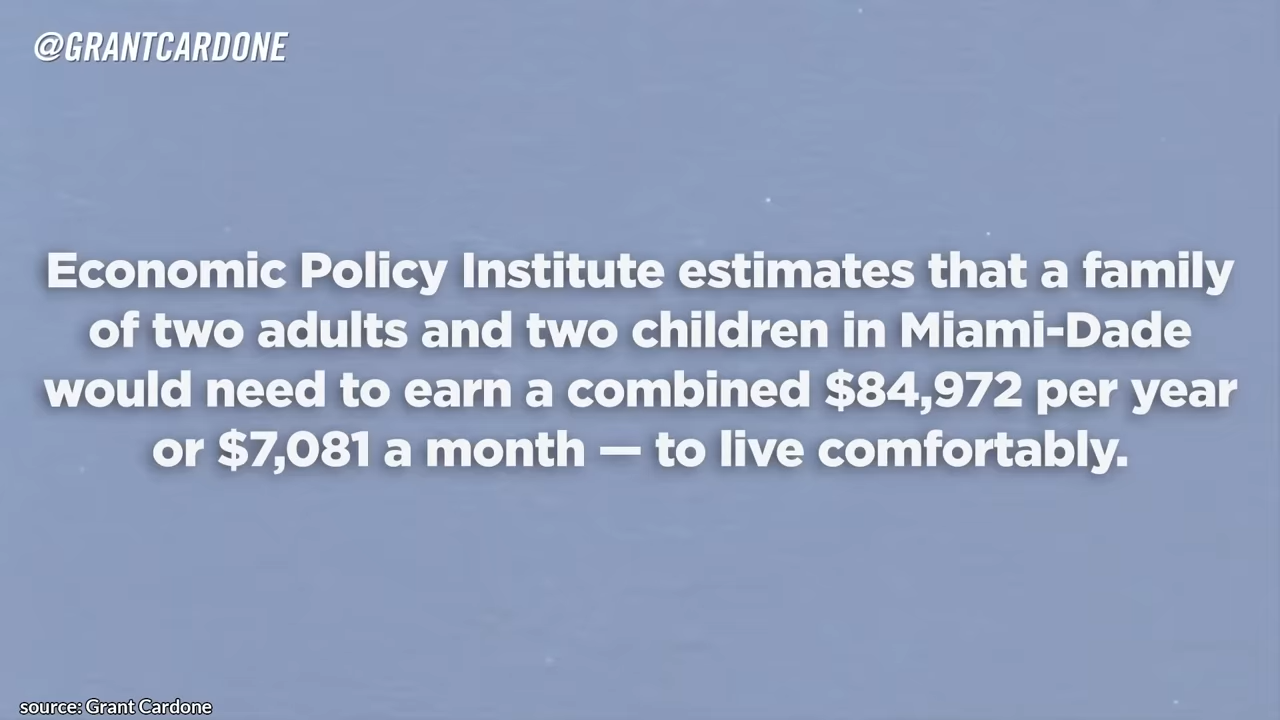 @GRANTCARDONE
Economic Policy Institute estimates that a family
of two adults and two children in Miami-Dade
would need to earn a combined $84,972 per year
or $7,081 a month — to live comfortably.
source: Grant Cardone